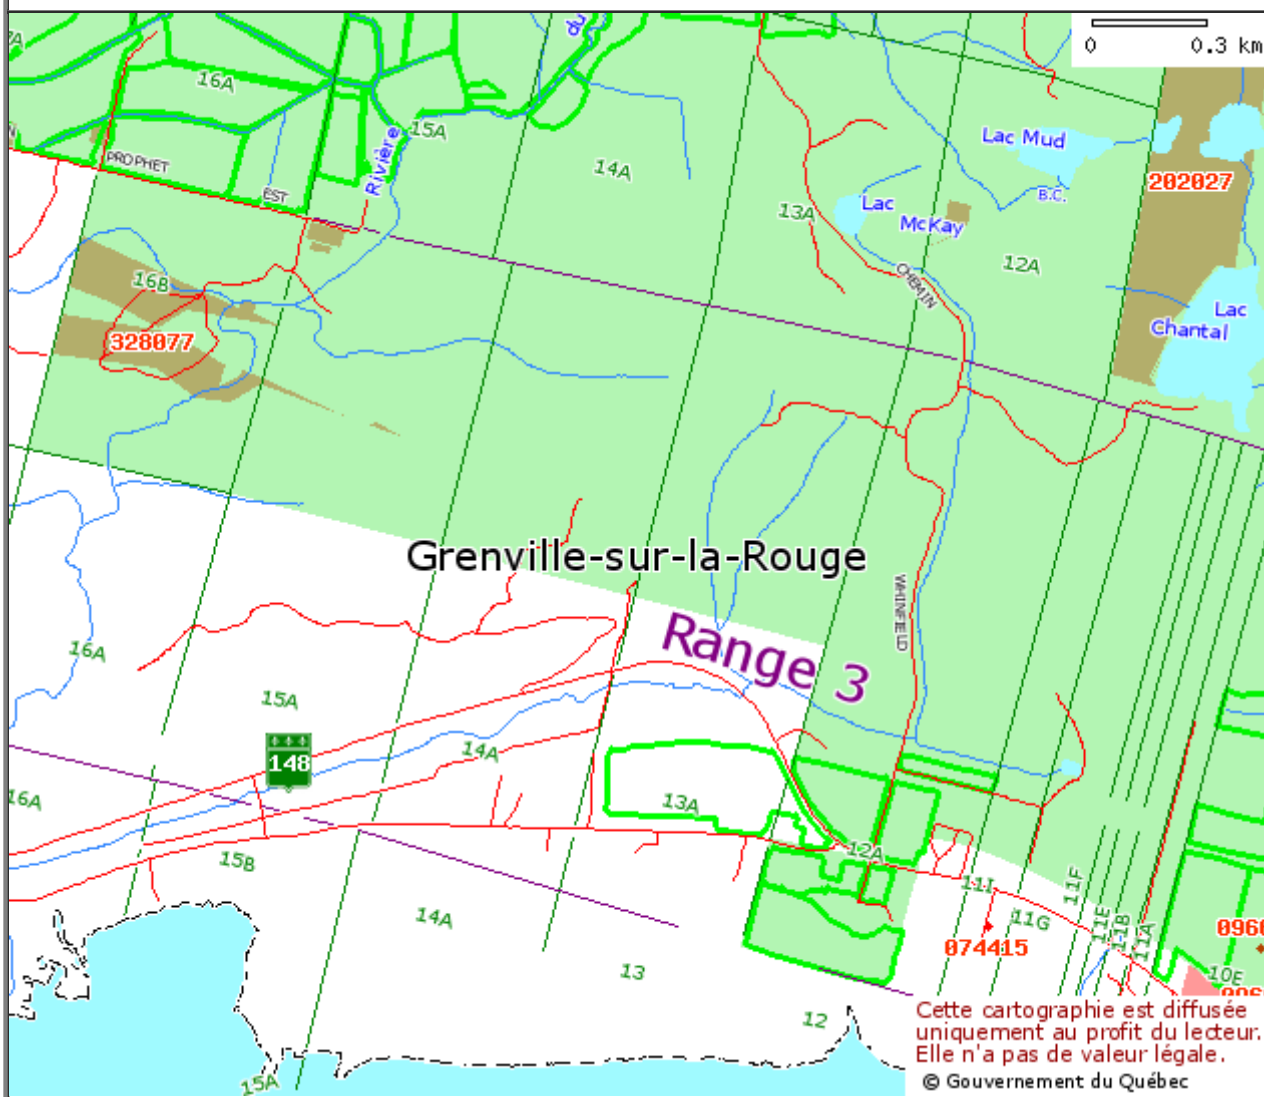 0 0.3 km
du
16A
15A
Rivière
PROPHET
EST
14A
Lac Mud
B.C.
202027
13A
Lac
McKay
12A
CHEMIN
16B
328077
Lac
Chantal
Grenville-sur-la-Rouge
WHINFIELD
Range 3
16A
15A
148
14A
16A
13A
15B
12A
14A
11I
11G
11F
11E
11B
11A
074415
10E
13
12
15A
Cette cartographie est diffusée
uniquement au profit du lecteur.
Elle n'a pas de valeur légale.
© Gouvernement du Québec